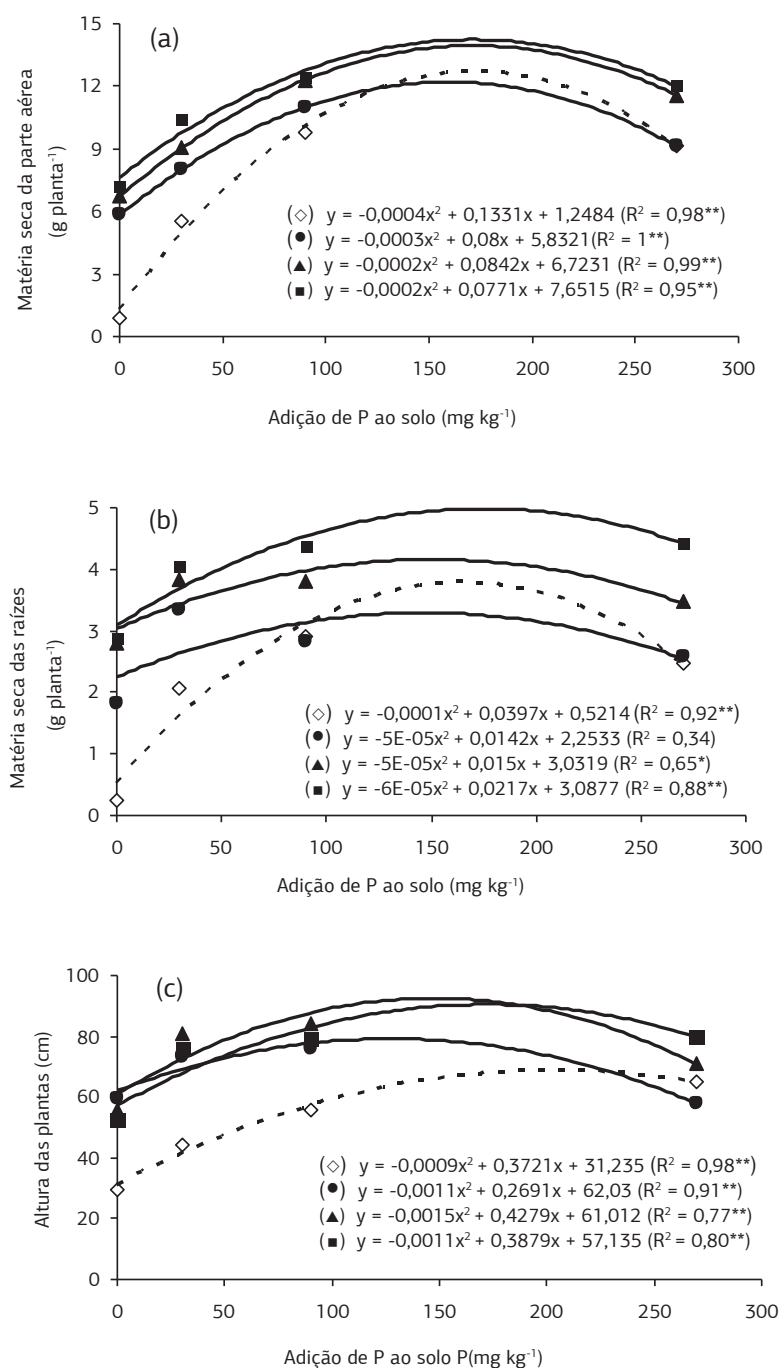 (a)
15
12
9
6
3
0
Matéria seca da parte aérea
(g planta⁻¹)
(◇) y = -0,0004x² + 0,1331x + 1,2484 (R² = 0,98**)
(●) y = -0,0003x² + 0,08x + 5,8321(R² = 1**)
(▲) y = -0,0002x² + 0,0842x + 6,7231 (R² = 0,99**)
(■) y = -0,0002x² + 0,0771x + 7,6515 (R² = 0,95**)
0 50 100 150 200 250 300
Adição de P ao solo (mg kg⁻¹)
(b)
5
4
3
2
1
0
Matéria seca das raízes
(g planta⁻¹)
(◇) y = -0,0001x² + 0,0397x + 0,5214 (R² = 0,92**)
(●) y = -5E-05x² + 0,0142x + 2,2533 (R² = 0,34)
(▲) y = -5E-05x² + 0,015x + 3,0319 (R² = 0,65*)
(■) y = -6E-05x² + 0,0217x + 3,0877 (R² = 0,88**)
0 50 100 150 200 250 300
Adição de P ao solo (mg kg⁻¹)
(c)
100
80
60
40
20
0
Altura das plantas (cm)
(◇) y = -0,0009x² + 0,3721x + 31,235 (R² = 0,98**)
(●) y = -0,0011x² + 0,2691x + 62,03 (R² = 0,91**)
(▲) y = -0,0015x² + 0,4279x + 61,012 (R² = 0,77**)
(■) y = -0,0011x² + 0,3879x + 57,135 (R² = 0,80**)
0 50 100 150 200 250 300
Adição de P ao solo P(mg kg⁻¹)